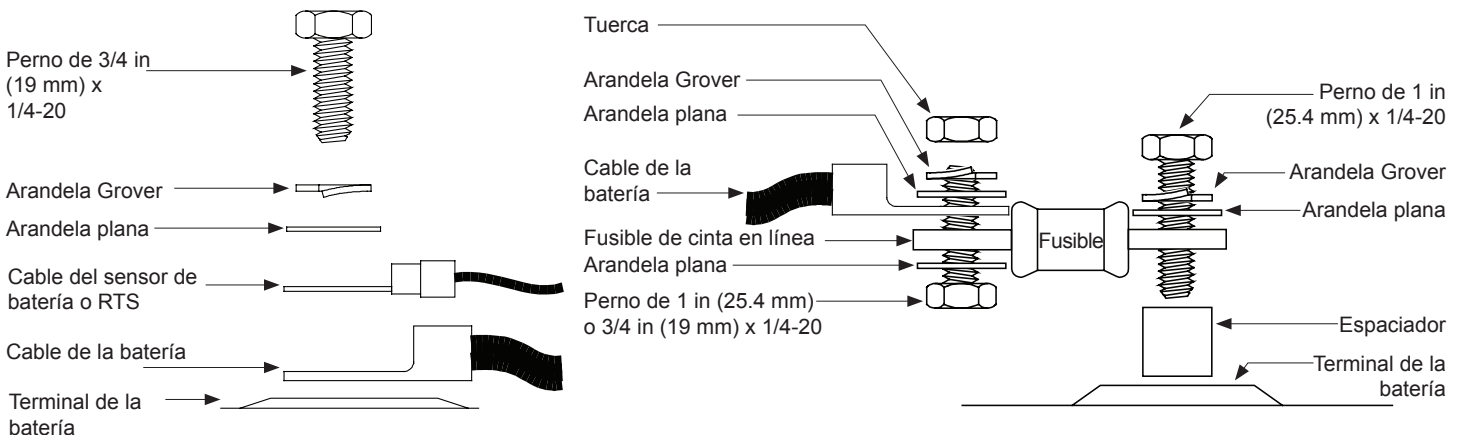 Perno de 3/4 in
(19 mm) x
1/4-20
Arandela Grover
Arandela plana
Cable del sensor de
batería o RTS
Cable de la batería
Terminal de la
batería
Tuerca
Arandela Grover
Arandela plana
Cable de la
batería
Fusible de cinta en línea
Arandela plana
Perno de 1 in (25.4 mm)
o 3/4 in (19 mm) x 1/4-20
Fusible
Perno de 1 in
(25.4 mm) x 1/4-20
Arandela Grover
Arandela plana
Espaciador
Terminal de la
batería